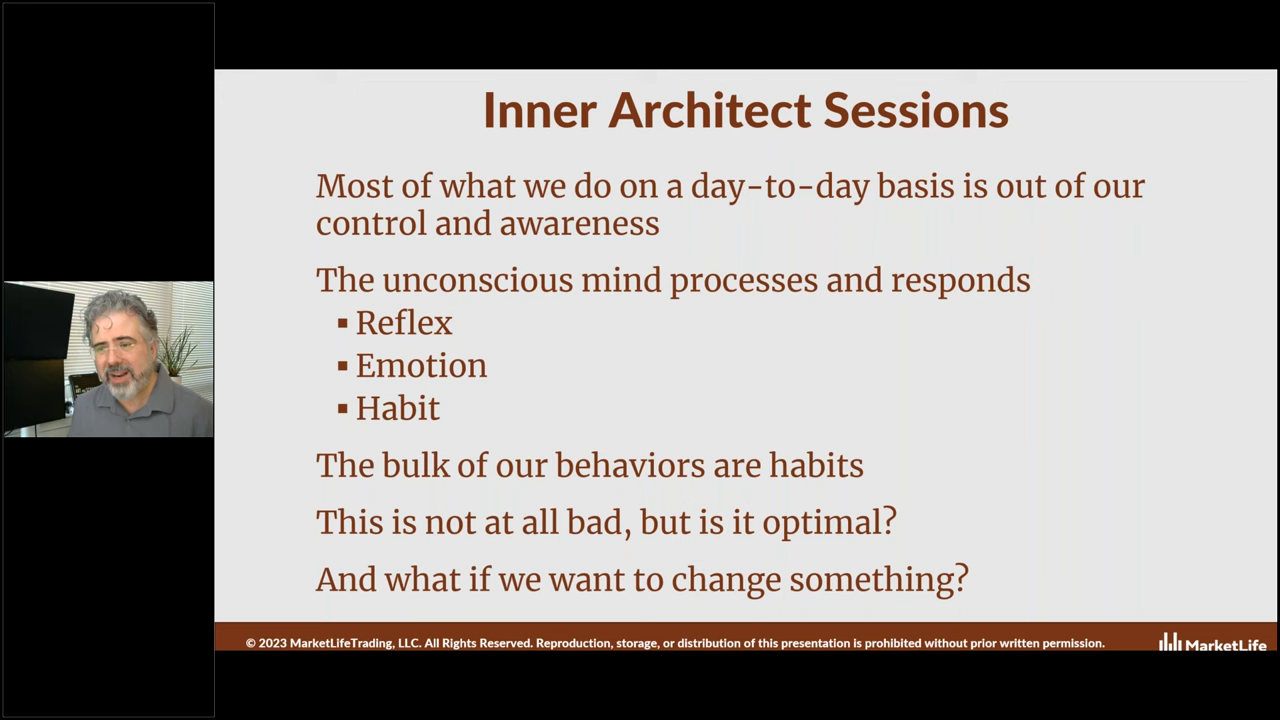 Inner Architect Sessions
Most of what we do on a day-to-day basis is out of our
control and awareness
The unconscious mind processes and responds
▪ Reflex
▪ Emotion
▪ Habit
The bulk of our behaviors are habits
This is not at all bad, but is it optimal?
And what if we want to change something?
© 2023 MarketLifeTrading, LLC. All Rights Reserved. Reproduction, storage, or distribution of this presentation is prohibited without prior written permission.
MarketLife